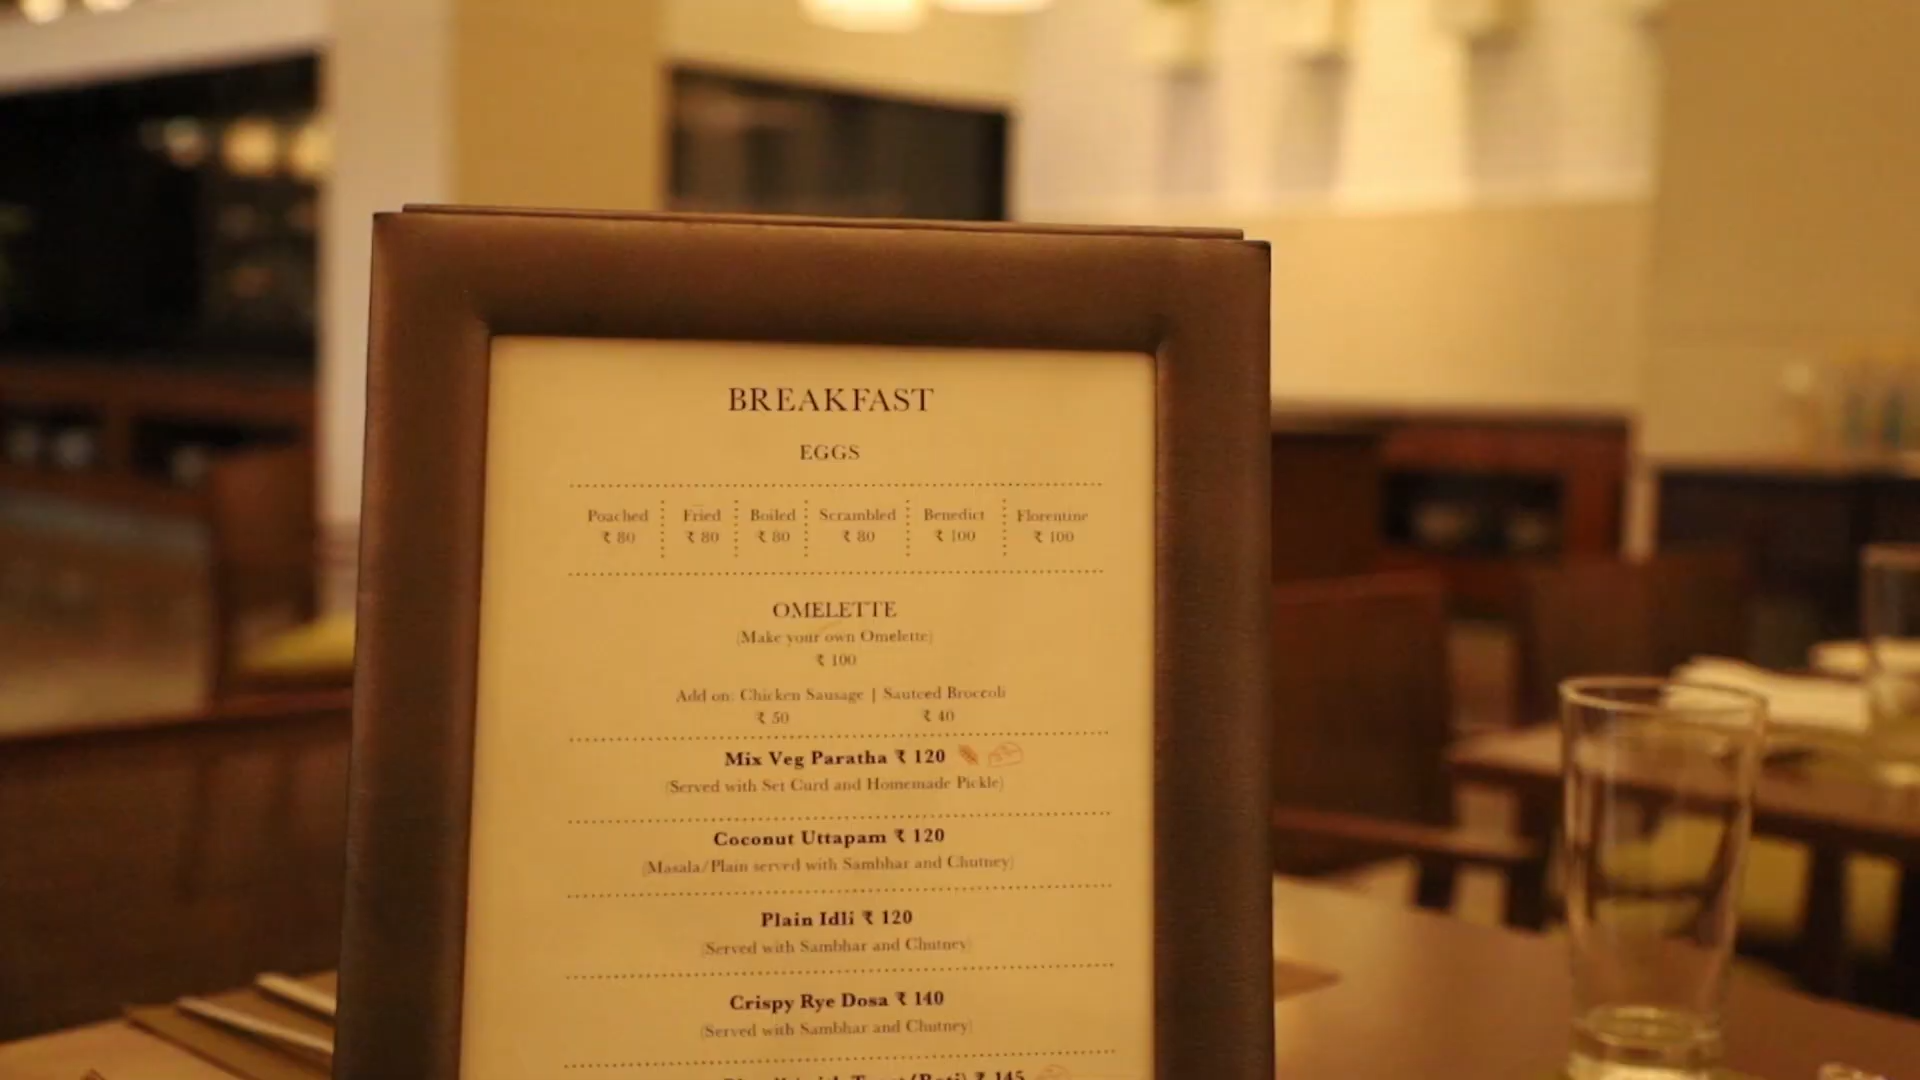 BREAKFAST
EGGS
Poached Fried Boiled Scrambled Benedict Florentine
₹ 80 ₹ 80 ₹ 80 ₹ 80 ₹ 100 ₹ 100
OMELETTE
(Make your own Omelette)
₹ 100
Add on: Chicken Sausage | Sauteed Broccoli
₹ 50 ₹ 40
Mix Veg Paratha ₹ 120
(Served with Set Curd and Homemade Pickle)
Coconut Uttapam ₹ 120
(Masala/Plain served with Sambhar and Chutney)
Plain Idli ₹ 120
(Served with Sambhar and Chutney)
Crispy Rye Dosa ₹ 140
(Served with Sambhar and Chutney)
₹ 145